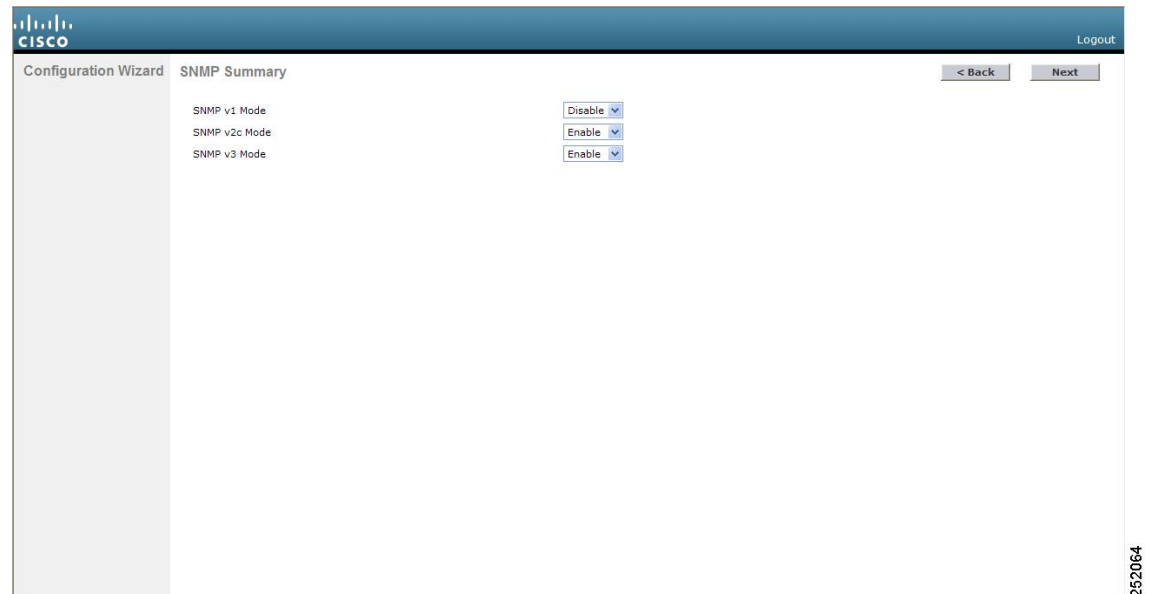 CISCO
Logout
Configuration Wizard
SNMP Summary
< Back
Next
SNMP v1 Mode
Disable
SNMP v2c Mode
Enable
SNMP v3 Mode
Enable
252064